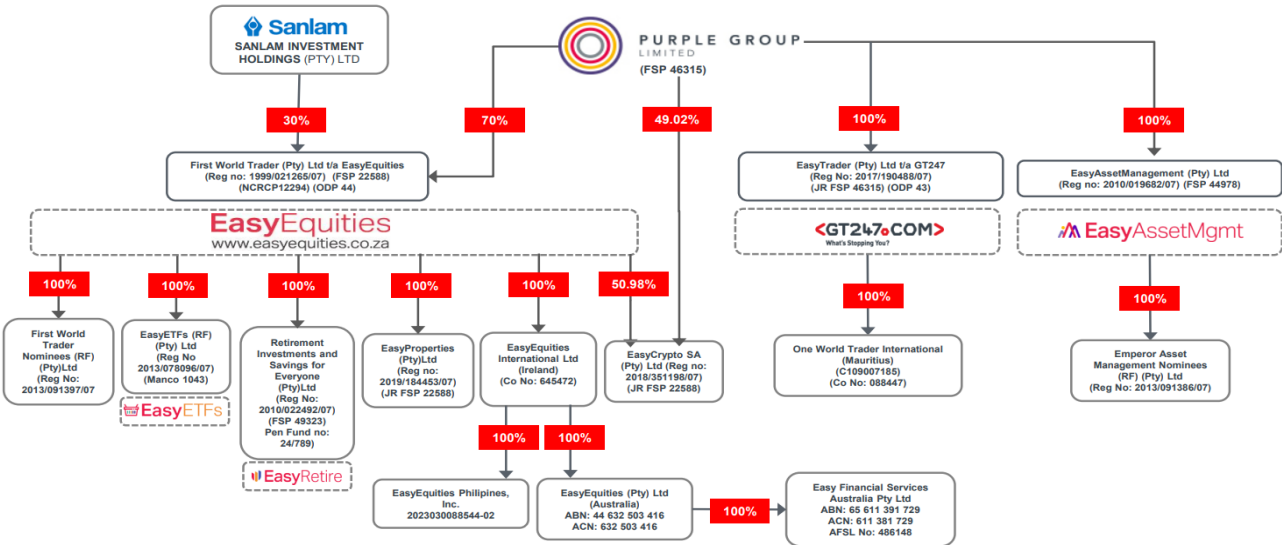 Sanlam
SANLAM INVESTMENT
HOLDINGS (PTY) LTD
PURPLE GROUP
LIMITED
(FSP 46315)
30%
70%
49.02%
100%
100%
First World Trader (Pty) Ltd t/a EasyEquities
(Reg no: 1999/021265/07) (FSP 22588)
(NCRCP12294) (ODP 44)
EasyTrader (Pty) Ltd t/a GT247
(Reg No: 2017/190488/07)
(JR FSP 46315) (ODP 43)
EasyAssetManagement (Pty) Ltd
(Reg no: 2010/019682/07) (FSP 44978)
EasyEquities
www.easyequities.co.za
<GT247.COM>
What's Stopping You?
EasyAssetMgmt
100%
100%
100%
100%
100%
50.98%
100%
100%
First World
Trader
Nominees (RF)
(Pty)Ltd
(Reg No:
2013/091397/07
EasyETFs (RF)
(Pty) Ltd
(Reg No
2013/078096/07)
(Manco 1043)
EasyETFs
Retirement
Investments and
Savings for
Everyone
(Pty)Ltd
(Reg No:
2010/022492/07)
(FSP 49323)
Pen Fund no:
24/789)
EasyRetire
EasyProperties
(Pty)Ltd
(Reg no:
2019/184453/07)
(JR FSP 22588)
EasyEquities
International Ltd
(Ireland)
(Co No: 645472)
EasyCrypto SA
(Pty) Ltd (Reg no:
2018/351198/07)
(JR FSP 22588)
One World Trader International
(Mauritius)
(C109007185)
(Co No: 088447)
Emperor Asset
Management Nominees
(RF) (Pty) Ltd
(Reg No: 2013/091386/07)
100%
100%
EasyEquities Philipines,
Inc.
2023030088544-02
EasyEquities (Pty) Ltd
(Australia)
ABN: 44 632 503 416
ACN: 632 503 416
100%
Easy Financial Services
Australia Pty Ltd
ABN: 65 611 391 729
ACN: 611 381 729
AFSL No: 486148